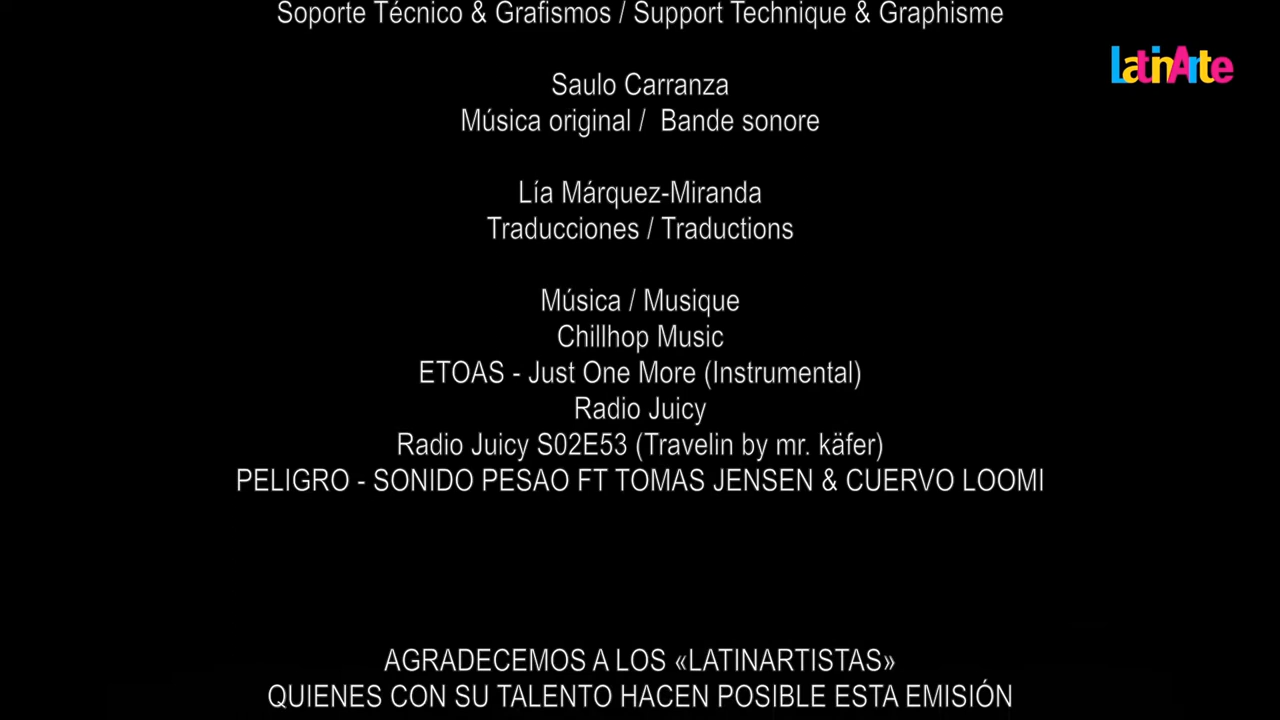 Soporte Técnico & Grafismos / Support Technique & Graphisme
LatinArte
Saulo Carranza
Música original / Bande sonore
Lía Márquez-Miranda
Traducciones / Traductions
Música / Musique
Chillhop Music
ETOAS - Just One More (Instrumental)
Radio Juicy
Radio Juicy S02E53 (Travelin by mr. käfer)
PELIGRO - SONIDO PESAO FT TOMAS JENSEN & CUERVO LOOMI
AGRADECEMOS A LOS «LATINARTISTAS»
QUIENES CON SU TALENTO HACEN POSIBLE ESTA EMISIÓN